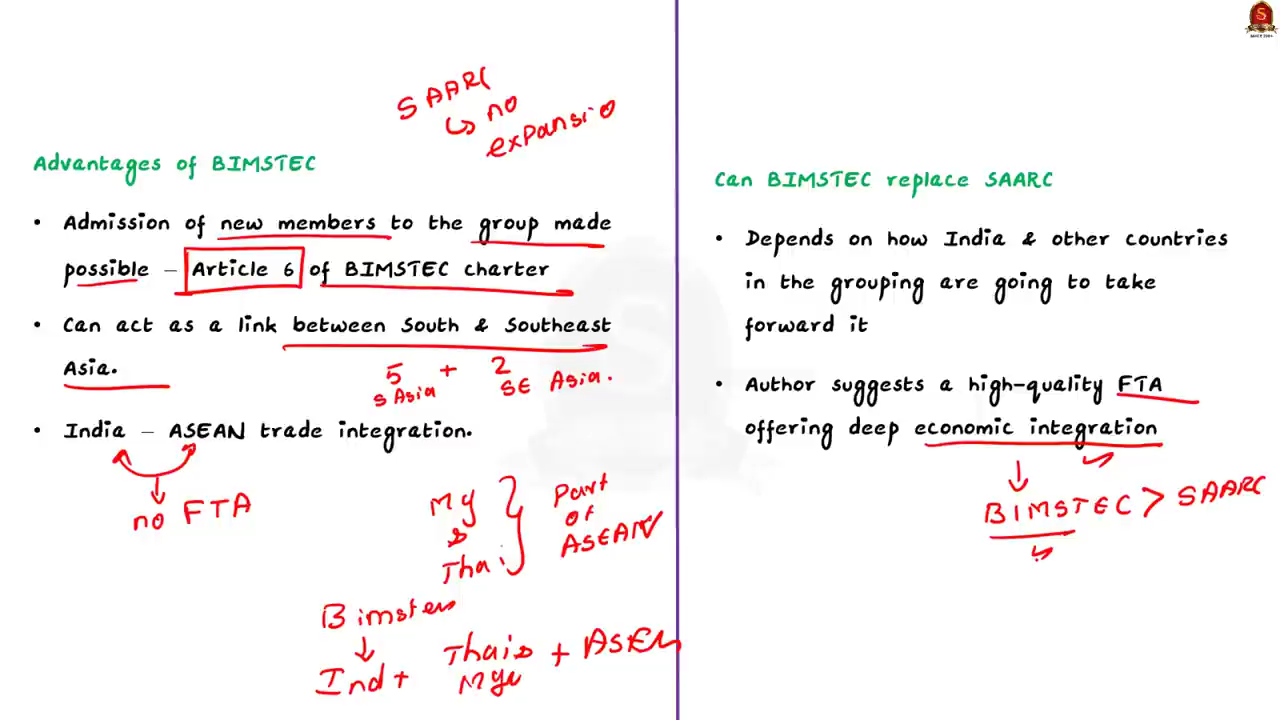 SAARC
↳ no
expansio
Advantages of BIMSTEC
• Admission of new members to the group made
possible – Article 6 of BIMSTEC charter
• Can act as a link between South & Southeast
Asia.
5 + 2
S Asia SE Asia.
• India – ASEAN trade integration.
no FTA
My
&
Thai
Part
of
ASEAN
Bimstec
↓
Ind + Thai & + ASEAN
Mya
Can BIMSTEC replace SAARC
• Depends on how India & other countries
in the grouping are going to take
forward it
• Author suggests a high-quality FTA
offering deep economic integration
↓
BIMSTEC > SAARC